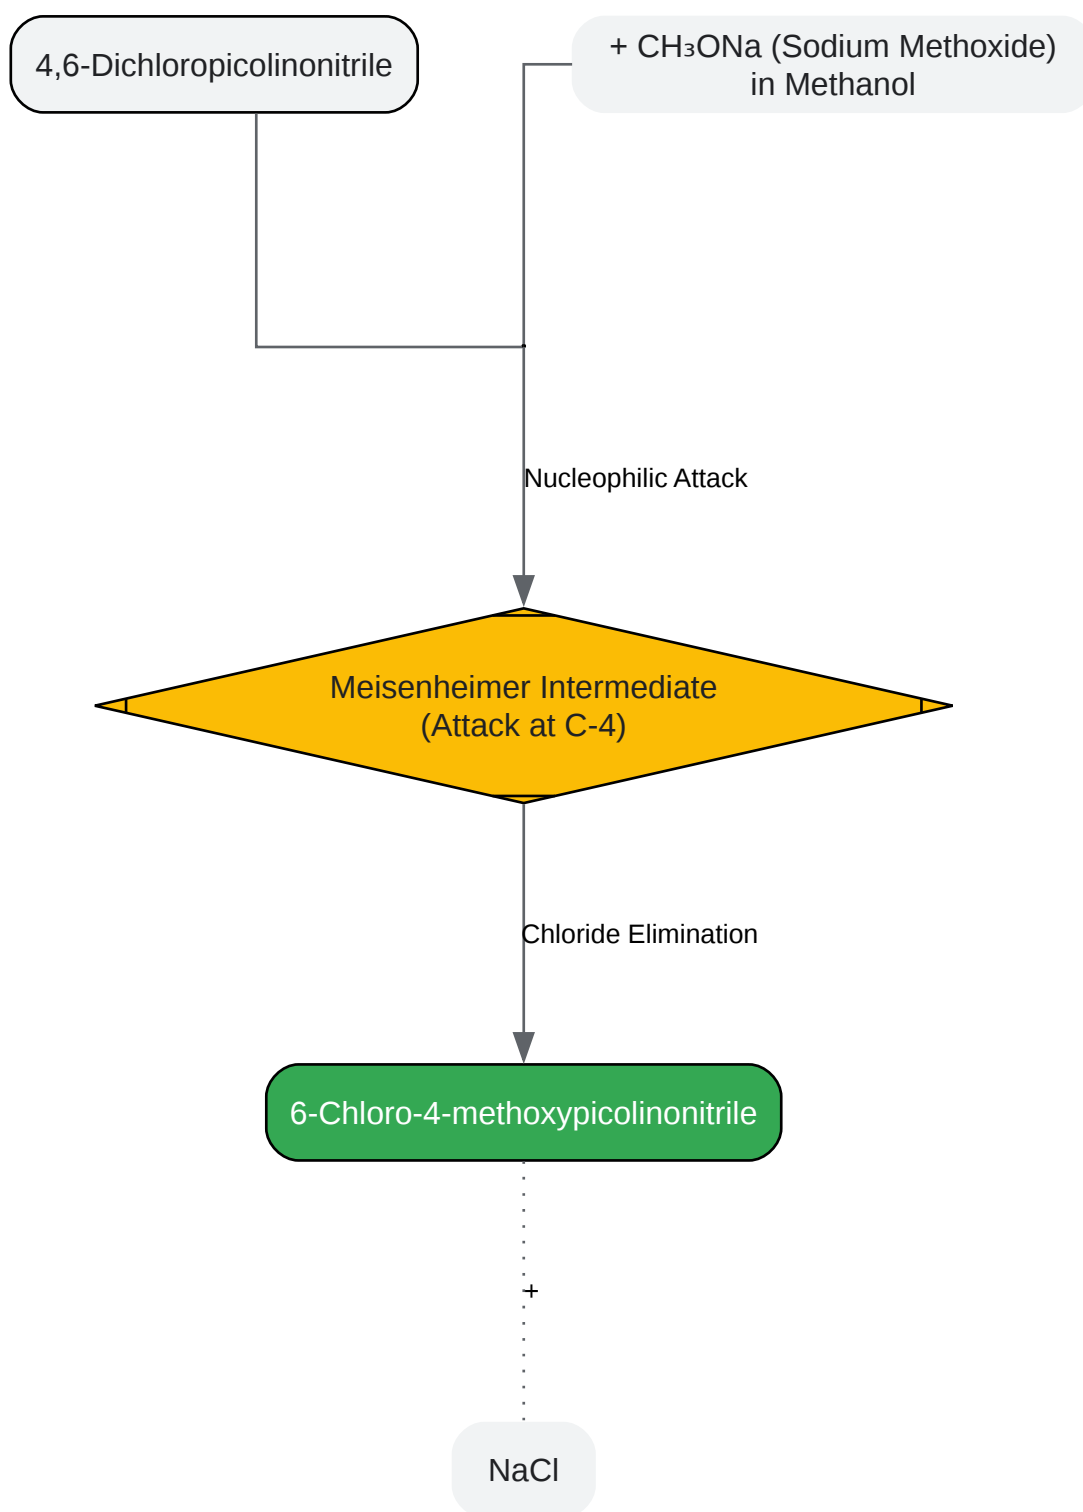 4,6-Dichloropicolinonitrile
+ CH₃ONa (Sodium Methoxide)
in Methanol
Nucleophilic Attack
Meisenheimer Intermediate
(Attack at C-4)
Chloride Elimination
6-Chloro-4-methoxypicolinonitrile
+
NaCl